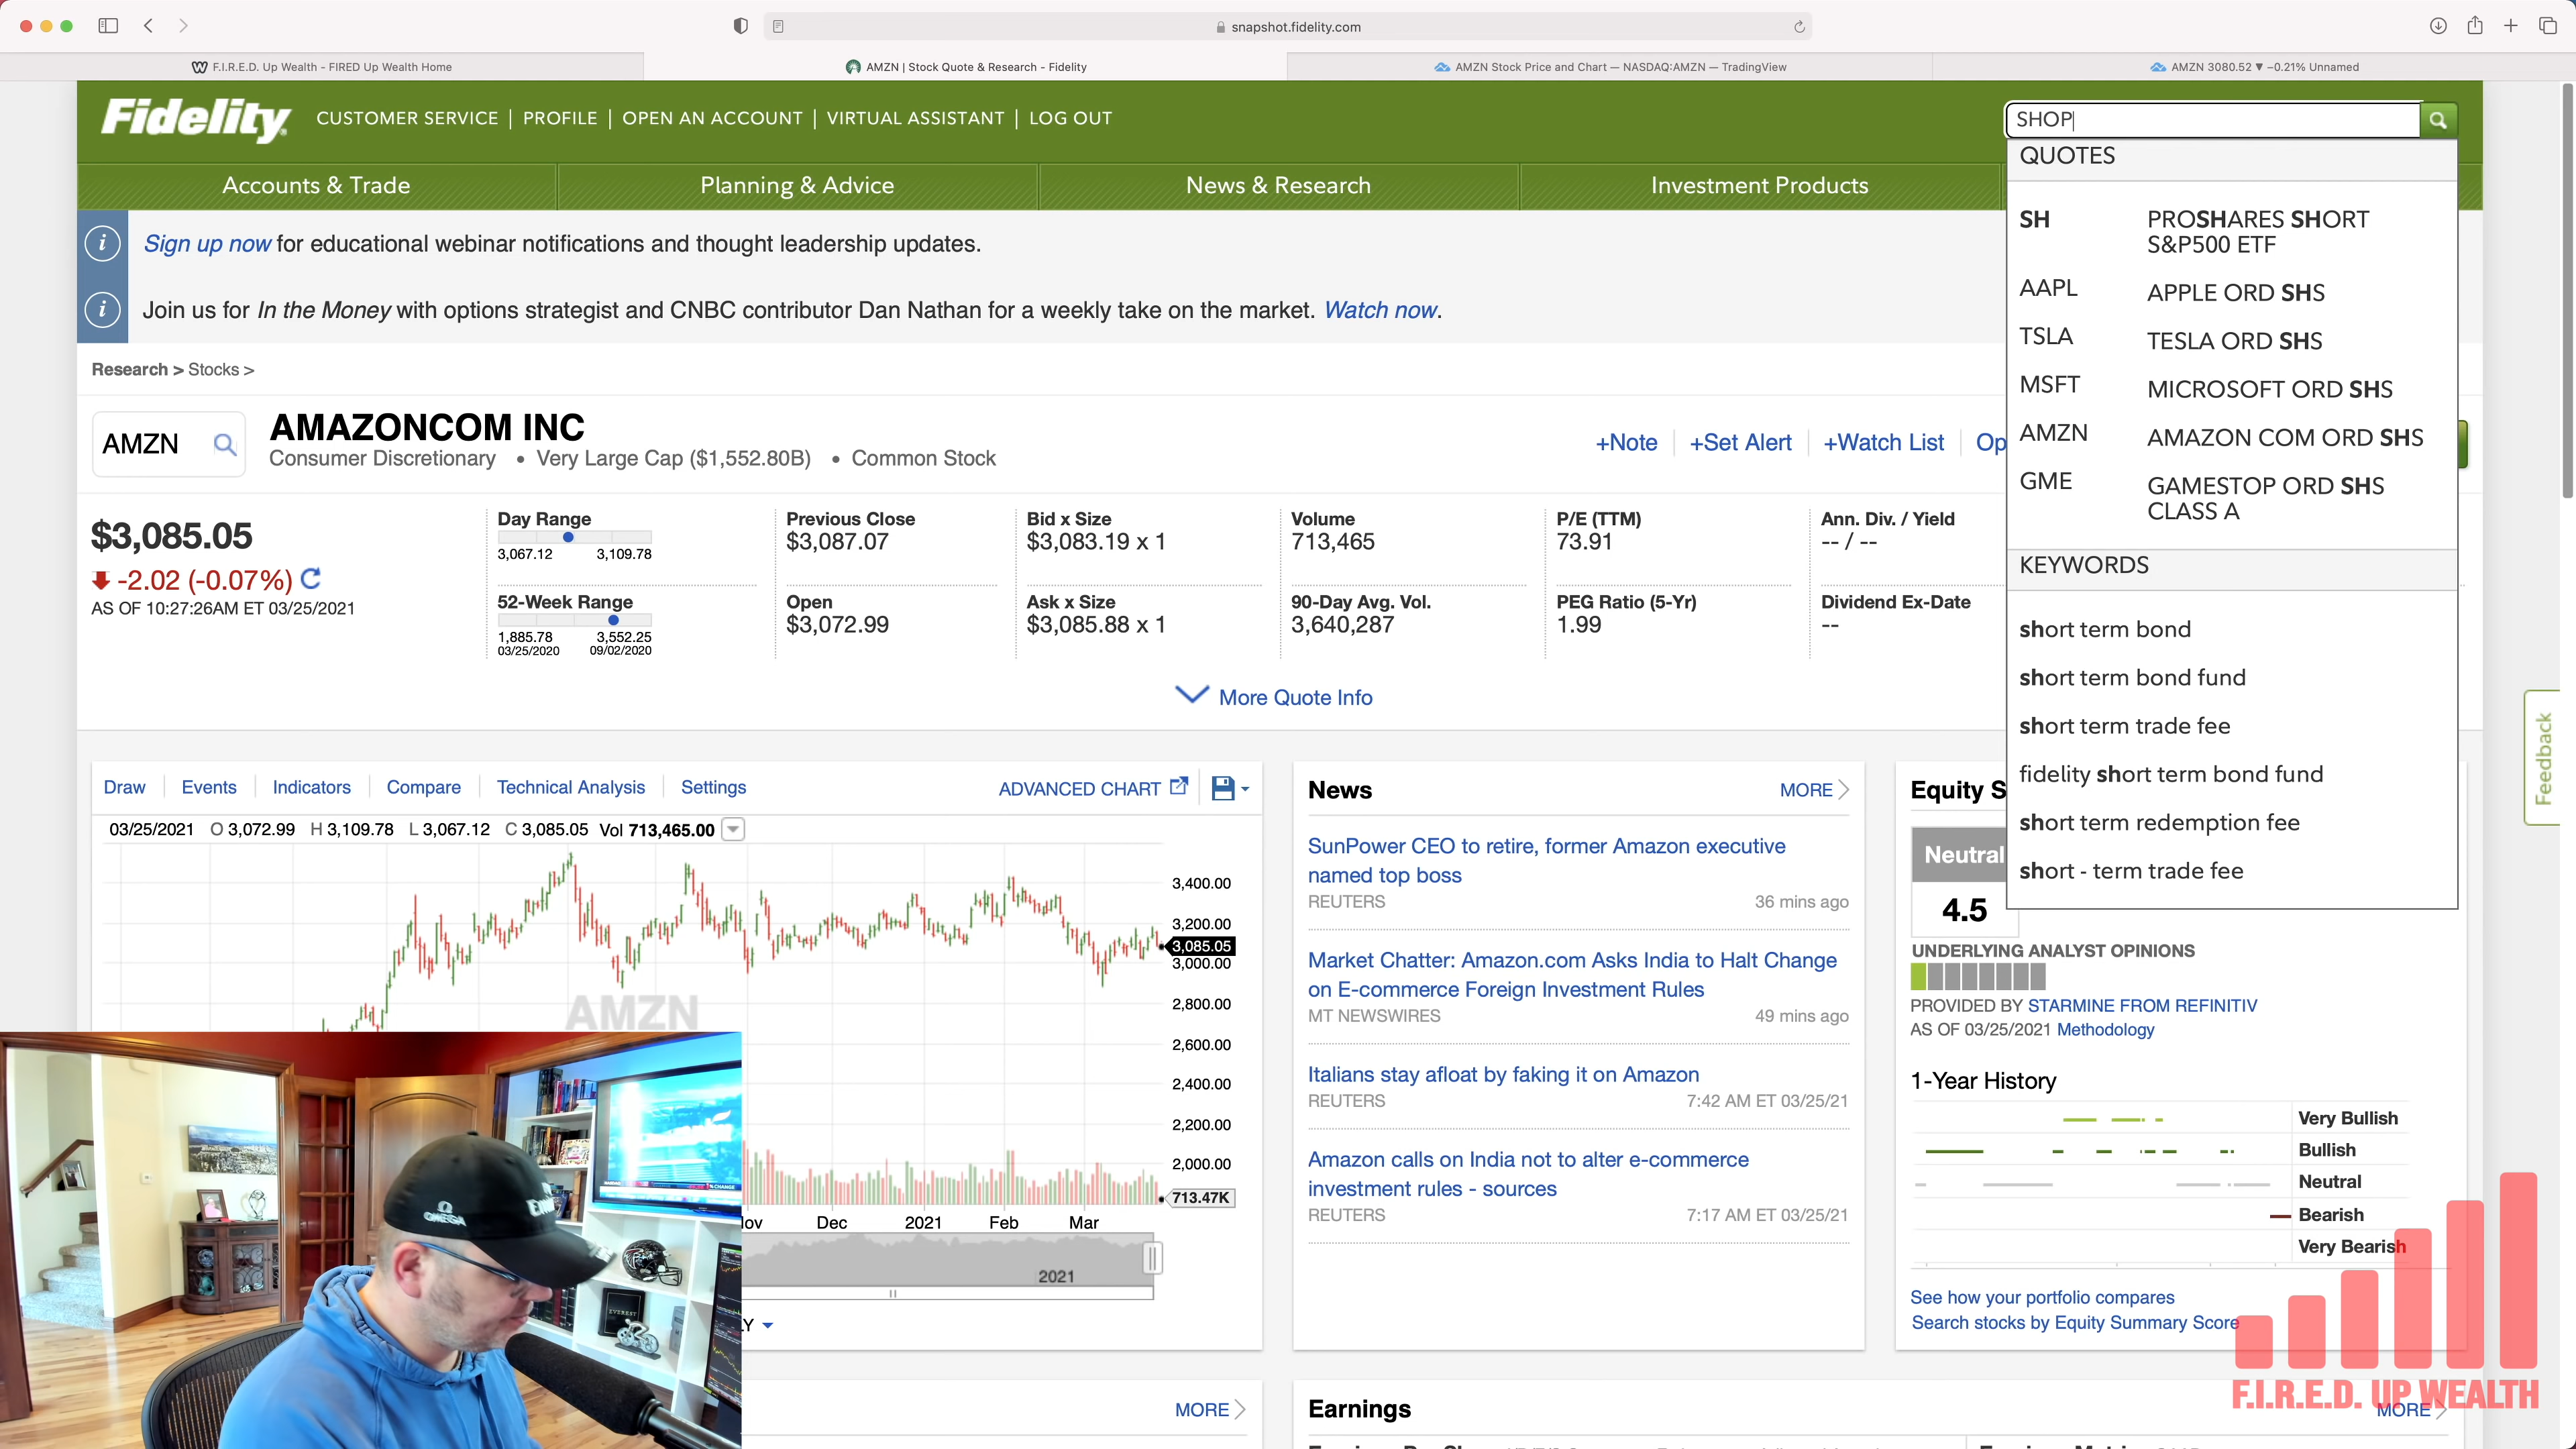 snapshot.fidelity.com
F.I.R.E.D. Up Wealth - FIRED Up Wealth Home
AMZN | Stock Quote & Research - Fidelity
AMZN Stock Price and Chart — NASDAQ:AMZN — TradingView
AMZN 3080.52 ▼ −0.21% Unnamed
Fidelity
CUSTOMER SERVICE | PROFILE | OPEN AN ACCOUNT | VIRTUAL ASSISTANT | LOG OUT
SHOP
Accounts & Trade
Planning & Advice
News & Research
Investment Products
QUOTES
SH PROSHARES SHORT
S&P500 ETF
AAPL APPLE ORD SHS
TSLA TESLA ORD SHS
MSFT MICROSOFT ORD SHS
AMZN AMAZON COM ORD SHS
GME GAMESTOP ORD SHS
CLASS A
KEYWORDS
short term bond
short term bond fund
short term trade fee
fidelity short term bond fund
short term redemption fee
short - term trade fee
Sign up now for educational webinar notifications and thought leadership updates.
Join us for In the Money with options strategist and CNBC contributor Dan Nathan for a weekly take on the market. Watch now.
Research > Stocks >
AMZN
AMAZONCOM INC
Consumer Discretionary • Very Large Cap ($1,552.80B) • Common Stock
+Note +Set Alert +Watch List Op
$3,085.05
-2.02 (-0.07%)
AS OF 10:27:26AM ET 03/25/2021
Day Range
3,067.12 3,109.78
52-Week Range
1,885.78 3,552.25
03/25/2020 09/02/2020
Previous Close
$3,087.07
Open
$3,072.99
Bid x Size
$3,083.19 x 1
Ask x Size
$3,085.88 x 1
Volume
713,465
90-Day Avg. Vol.
3,640,287
P/E (TTM)
73.91
PEG Ratio (5-Yr)
1.99
Ann. Div. / Yield
-- / --
Dividend Ex-Date
--
More Quote Info
Feedback
Draw Events Indicators Compare Technical Analysis Settings
ADVANCED CHART
03/25/2021 O 3,072.99 H 3,109.78 L 3,067.12 C 3,085.05 Vol 713,465.00
3,400.00
3,200.00
3,085.05
3,000.00
2,800.00
2,600.00
2,400.00
2,200.00
2,000.00
713.47K
AMZN
Dec 2021 Feb Mar
2021
MORE
News
MORE
SunPower CEO to retire, former Amazon executive
named top boss
REUTERS 36 mins ago
Market Chatter: Amazon.com Asks India to Halt Change
on E-commerce Foreign Investment Rules
MT NEWSWIRES 49 mins ago
Italians stay afloat by faking it on Amazon
REUTERS 7:42 AM ET 03/25/21
Amazon calls on India not to alter e-commerce
investment rules - sources
REUTERS 7:17 AM ET 03/25/21
Equity S
Neutral
4.5
UNDERLYING ANALYST OPINIONS
PROVIDED BY STARMINE FROM REFINITIV
AS OF 03/25/2021 Methodology
1-Year History
Very Bullish
Bullish
Neutral
Bearish
Very Bearish
See how your portfolio compares
Search stocks by Equity Summary Score
Earnings
MORE
F.I.R.E.D. UP WEALTH
OMEGA
EVEREST